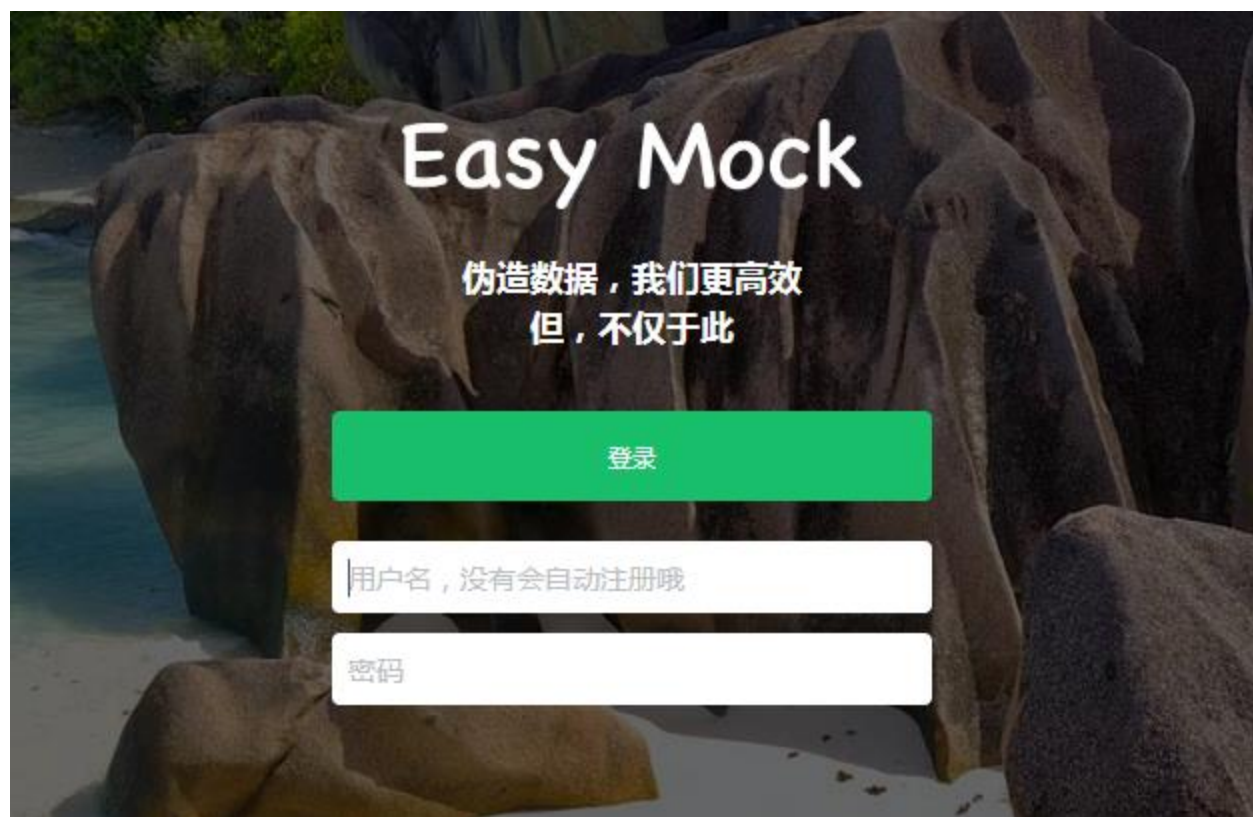 Easy Mock
伪造数据，我们更高效
但，不仅于此
登录
用户名，没有会自动注册哦
密码